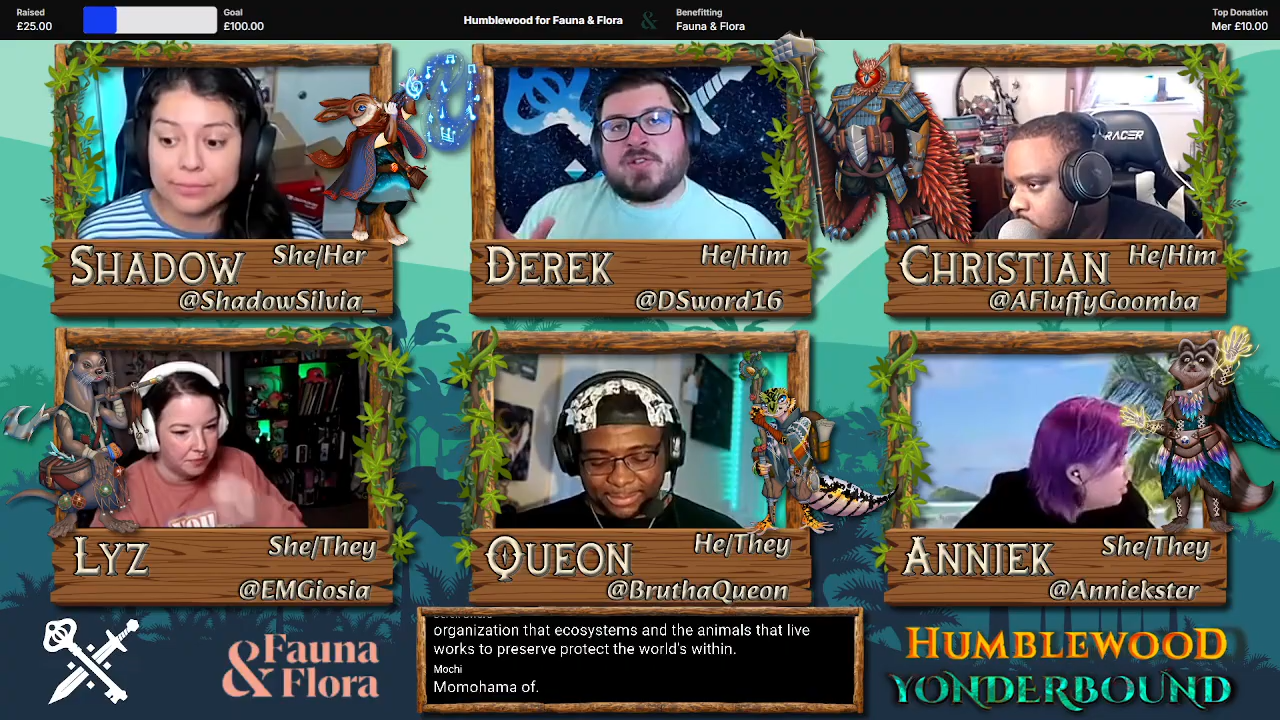 Raised
£25.00
Goal
£100.00
Humblewood for Fauna & Flora
&
Benefitting
Fauna & Flora
Top Donation
Mer £10.00
RACER
SHADOW She/Her
@ShadowSilvia_
DEREK He/Him
@DSword16
CHRISTIAN He/Him
@AFluffyGoomba
LYZ She/They
@EMGiosia
QUEON He/They
@BruthaQueon
ANNIEK She/They
@Anniekster
Fauna
& Flora
organization that ecosystems and the animals that live
works to preserve protect the world's within.
Mochi
Momohama of.
HUMBLEWOOD
YONDERBOUND